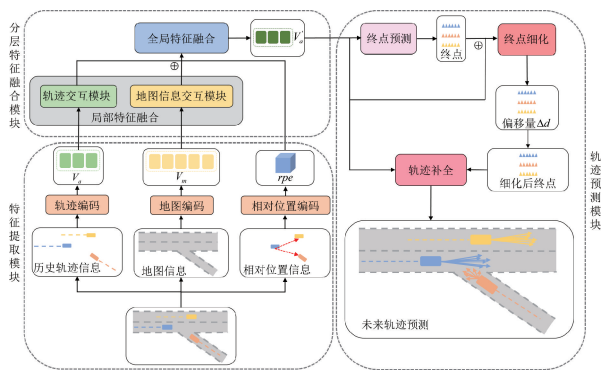 分层特征融合模块
全局特征融合
V'a
终点预测
终点
终点细化
轨迹交互模块
地图信息交互模块
局部特征融合
偏移量Δd
Va
Vm
rpe
轨迹补全
细化后终点
轨迹预测模块
特征提取模块
轨迹编码
地图编码
相对位置编码
历史轨迹信息
地图信息
相对位置信息
未来轨迹预测